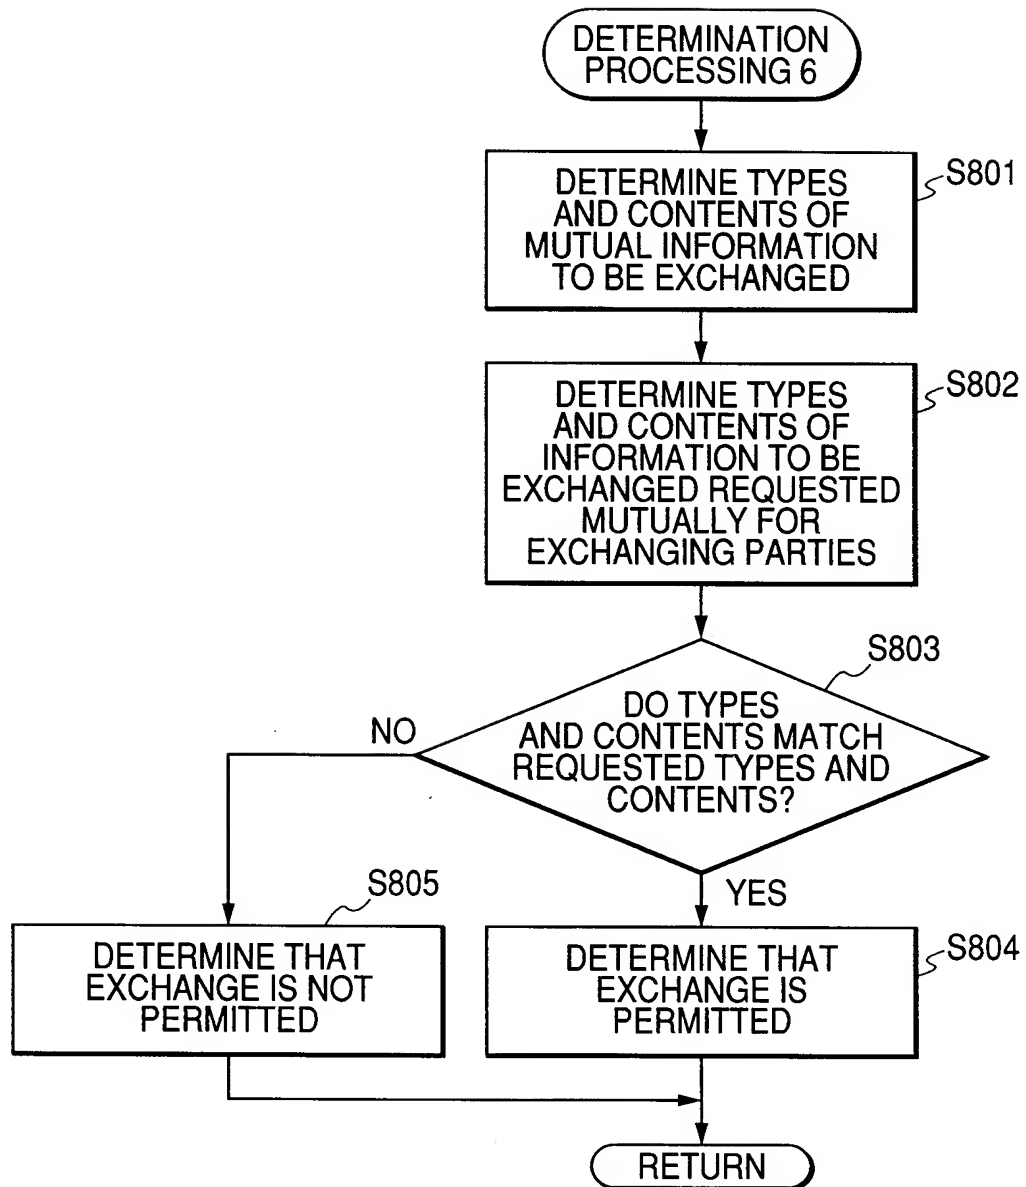 DETERMINATION
PROCESSING 6
S801
DETERMINE TYPES
AND CONTENTS OF
MUTUAL INFORMATION
TO BE EXCHANGED
S802
DETERMINE TYPES
AND CONTENTS OF
INFORMATION TO BE
EXCHANGED REQUESTED
MUTUALLY FOR
EXCHANGING PARTIES
S803
DO TYPES
AND CONTENTS MATCH
REQUESTED TYPES AND
CONTENTS?
NO
YES
S805
DETERMINE THAT
EXCHANGE IS NOT
PERMITTED
S804
DETERMINE THAT
EXCHANGE IS
PERMITTED
RETURN